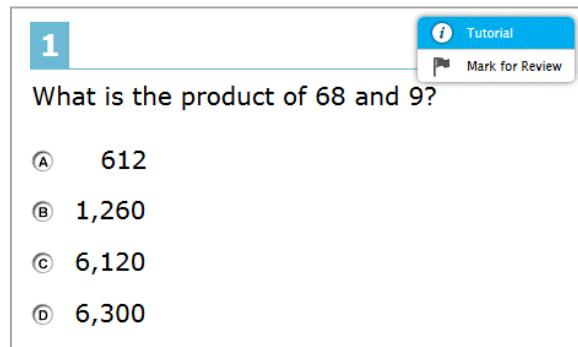 1
Tutorial
Mark for Review
What is the product of 68 and 9?
A 612
B 1,260
C 6,120
D 6,300